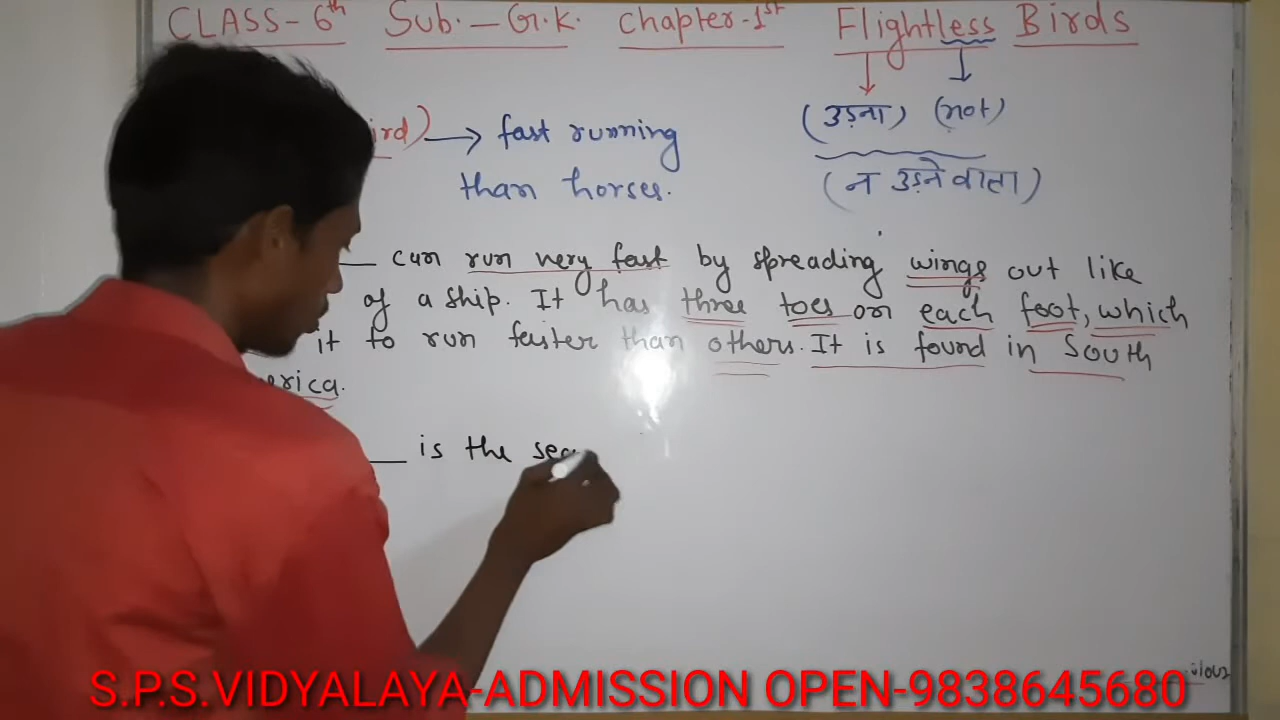 CLASS-6th Sub.-G.K. Chapter-1st Flightless Birds
(उड़ना) (not)
ird) → fast running
than horses.
(न उड़ने वाला)
can run very fast by spreading wings out like
of a ship. It has three toes on each foot, which
it to run faster than others. It is found in South
erica.
is the sec
S.P.S.VIDYALAYA-ADMISSION OPEN-9838645680